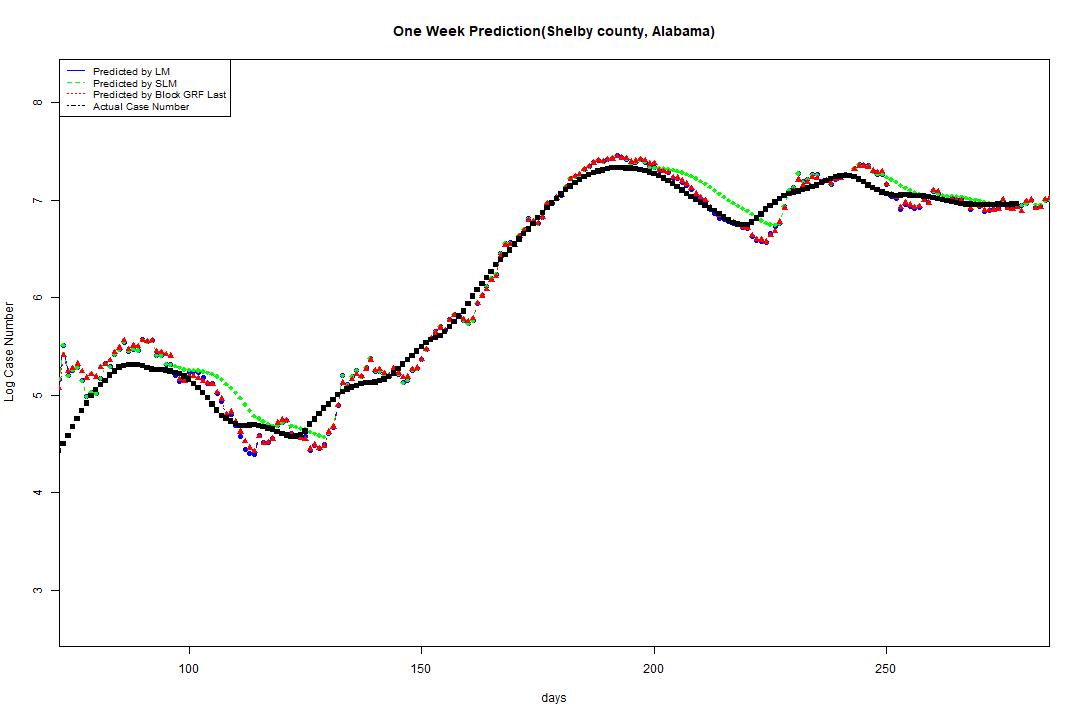 One Week Prediction(Shelby county, Alabama)
Predicted by LM
Predicted by SLM
Predicted by Block GRF Last
Actual Case Number
8
7
6
5
4
3
Log Case Number
100
150
200
250
days